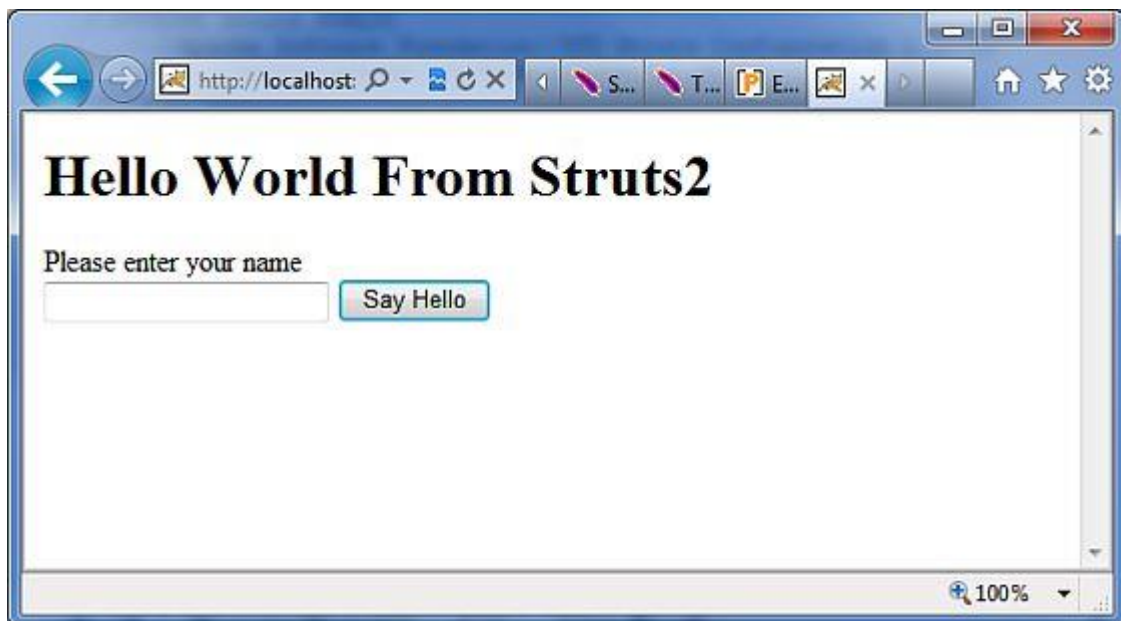 http://localhost:
S...
T...
E...
Hello World From Struts2
Please enter your name
Say Hello
100%